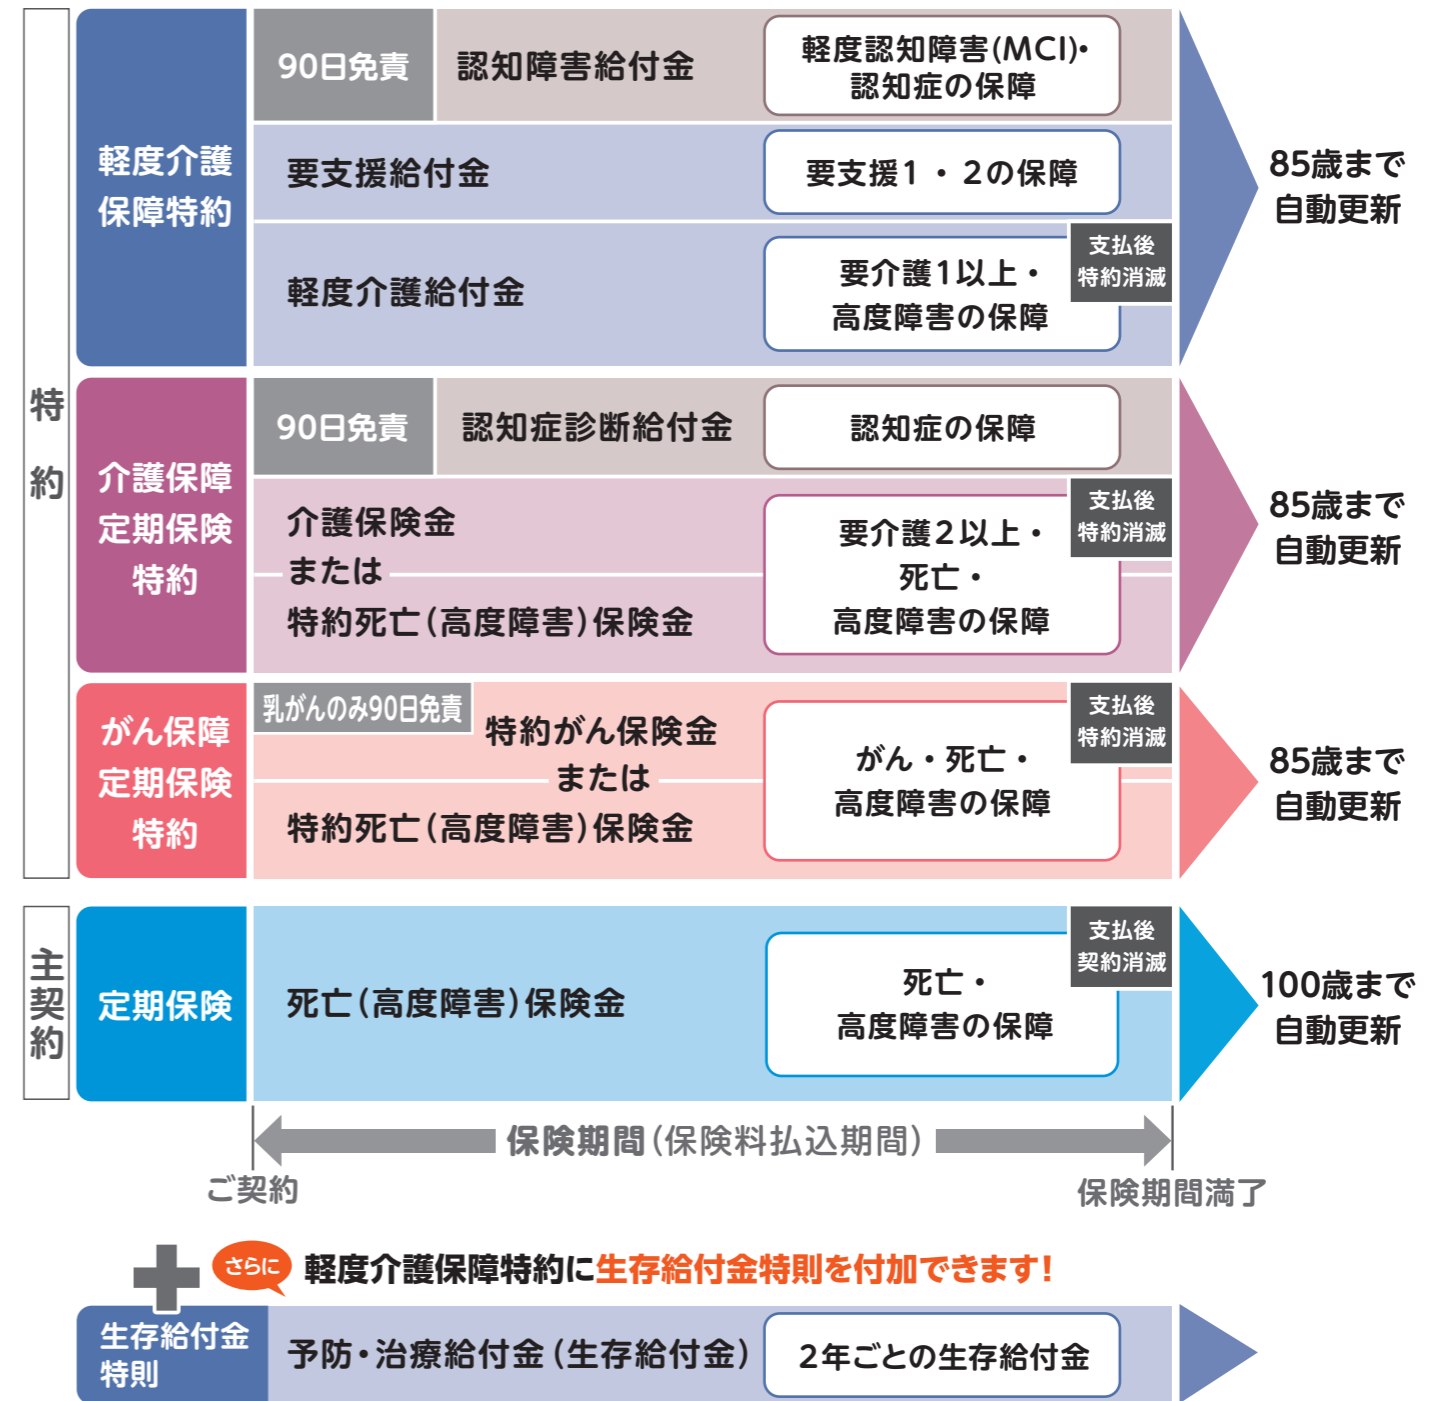 特約
軽度介護
保障特約
90日免責
認知障害給付金
軽度認知障害(MCI)・
認知症の保障
要支援給付金
要支援1・2の保障
軽度介護給付金
要介護1以上・
高度障害の保障
支払後
特約消滅
85歳まで
自動更新
介護保障
定期保険
特約
90日免責
認知症診断給付金
認知症の保障
介護保険金
または
特約死亡(高度障害)保険金
要介護2以上・
死亡・
高度障害の保障
支払後
特約消滅
85歳まで
自動更新
がん保障
定期保険
特約
乳がんのみ90日免責
特約がん保険金
または
特約死亡(高度障害)保険金
がん・死亡・
高度障害の保障
支払後
特約消滅
85歳まで
自動更新
主契約
定期保険
死亡(高度障害)保険金
死亡・
高度障害の保障
支払後
契約消滅
100歳まで
自動更新
保険期間(保険料払込期間)
ご契約
保険期間満了
さらに
軽度介護保障特約に生存給付金特則を付加できます!
生存給付金
特則
予防・治療給付金(生存給付金)
2年ごとの生存給付金